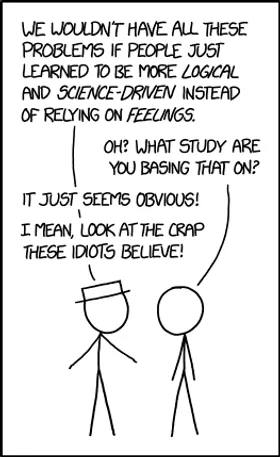 WE WOULDN'T HAVE ALL THESE
PROBLEMS IF PEOPLE JUST
LEARNED TO BE MORE LOGICAL
AND SCIENCE-DRIVEN INSTEAD
OF RELYING ON FEELINGS.
OH? WHAT STUDY ARE
YOU BASING THAT ON?
IT JUST SEEMS OBVIOUS!
I MEAN, LOOK AT THE CRAP
THESE IDIOTS BELIEVE!